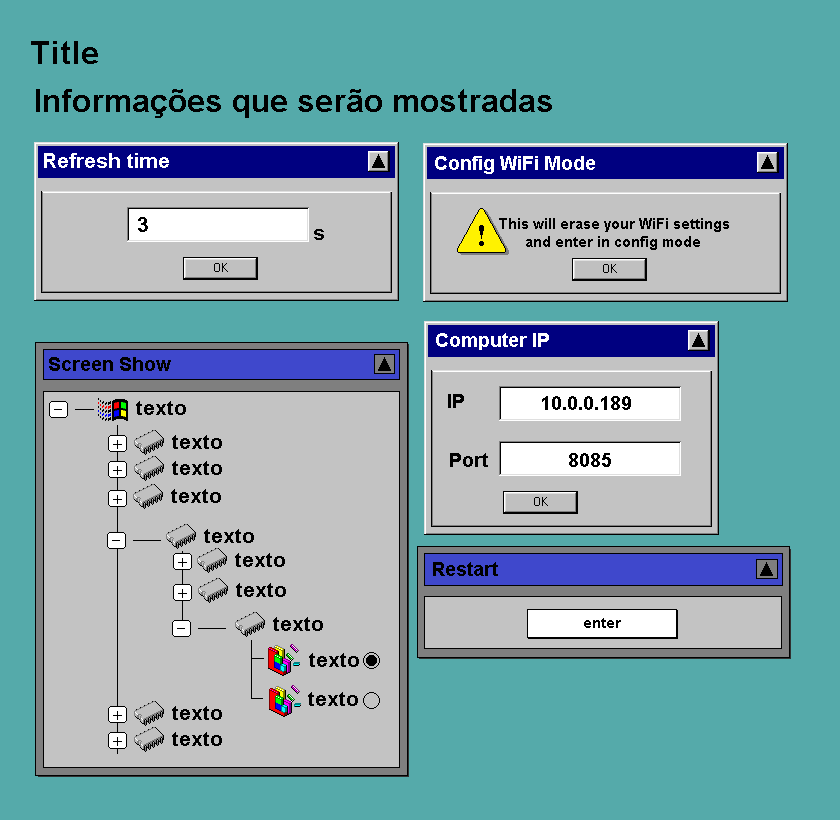 Title
Informações que serão mostradas
Refresh time
3
s
OK
Config WiFi Mode
This will erase your WiFi settings
and enter in config mode
OK
Screen Show
texto
texto
texto
texto
texto
texto
texto
texto
texto
texto
texto
texto
Computer IP
IP
10.0.0.189
Port
8085
OK
Restart
enter